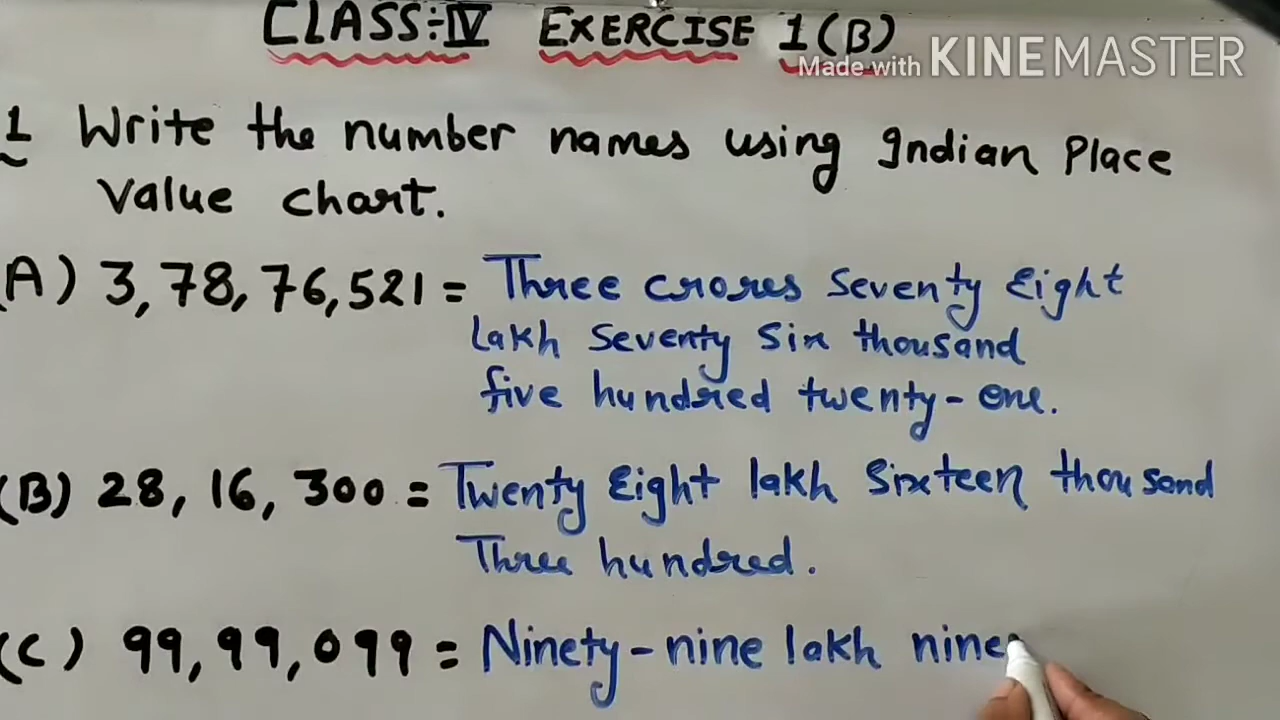 CLASS:-IV EXERCISE 1(B)
Made with KINEMASTER
1 Write the number names using Indian Place
Value chart.
(A) 3,78,76,521 = Three crores Seventy Eight
lakh Seventy Six thousand
five hundred twenty-one.
(B) 28, 16, 300 = Twenty Eight lakh Sixteen thousand
Three hundred.
(C) 99,99,099 = Ninety-nine lakh nine